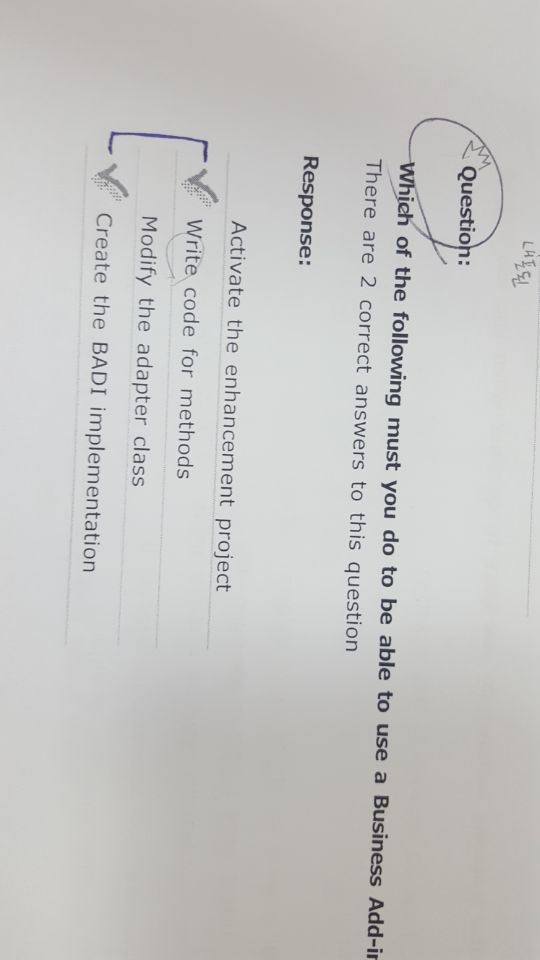 Question:
Which of the following must you do to be able to use a Business Add-in
There are 2 correct answers to this question
Response:
Activate the enhancement project
Write code for methods
Modify the adapter class
Create the BADI implementation